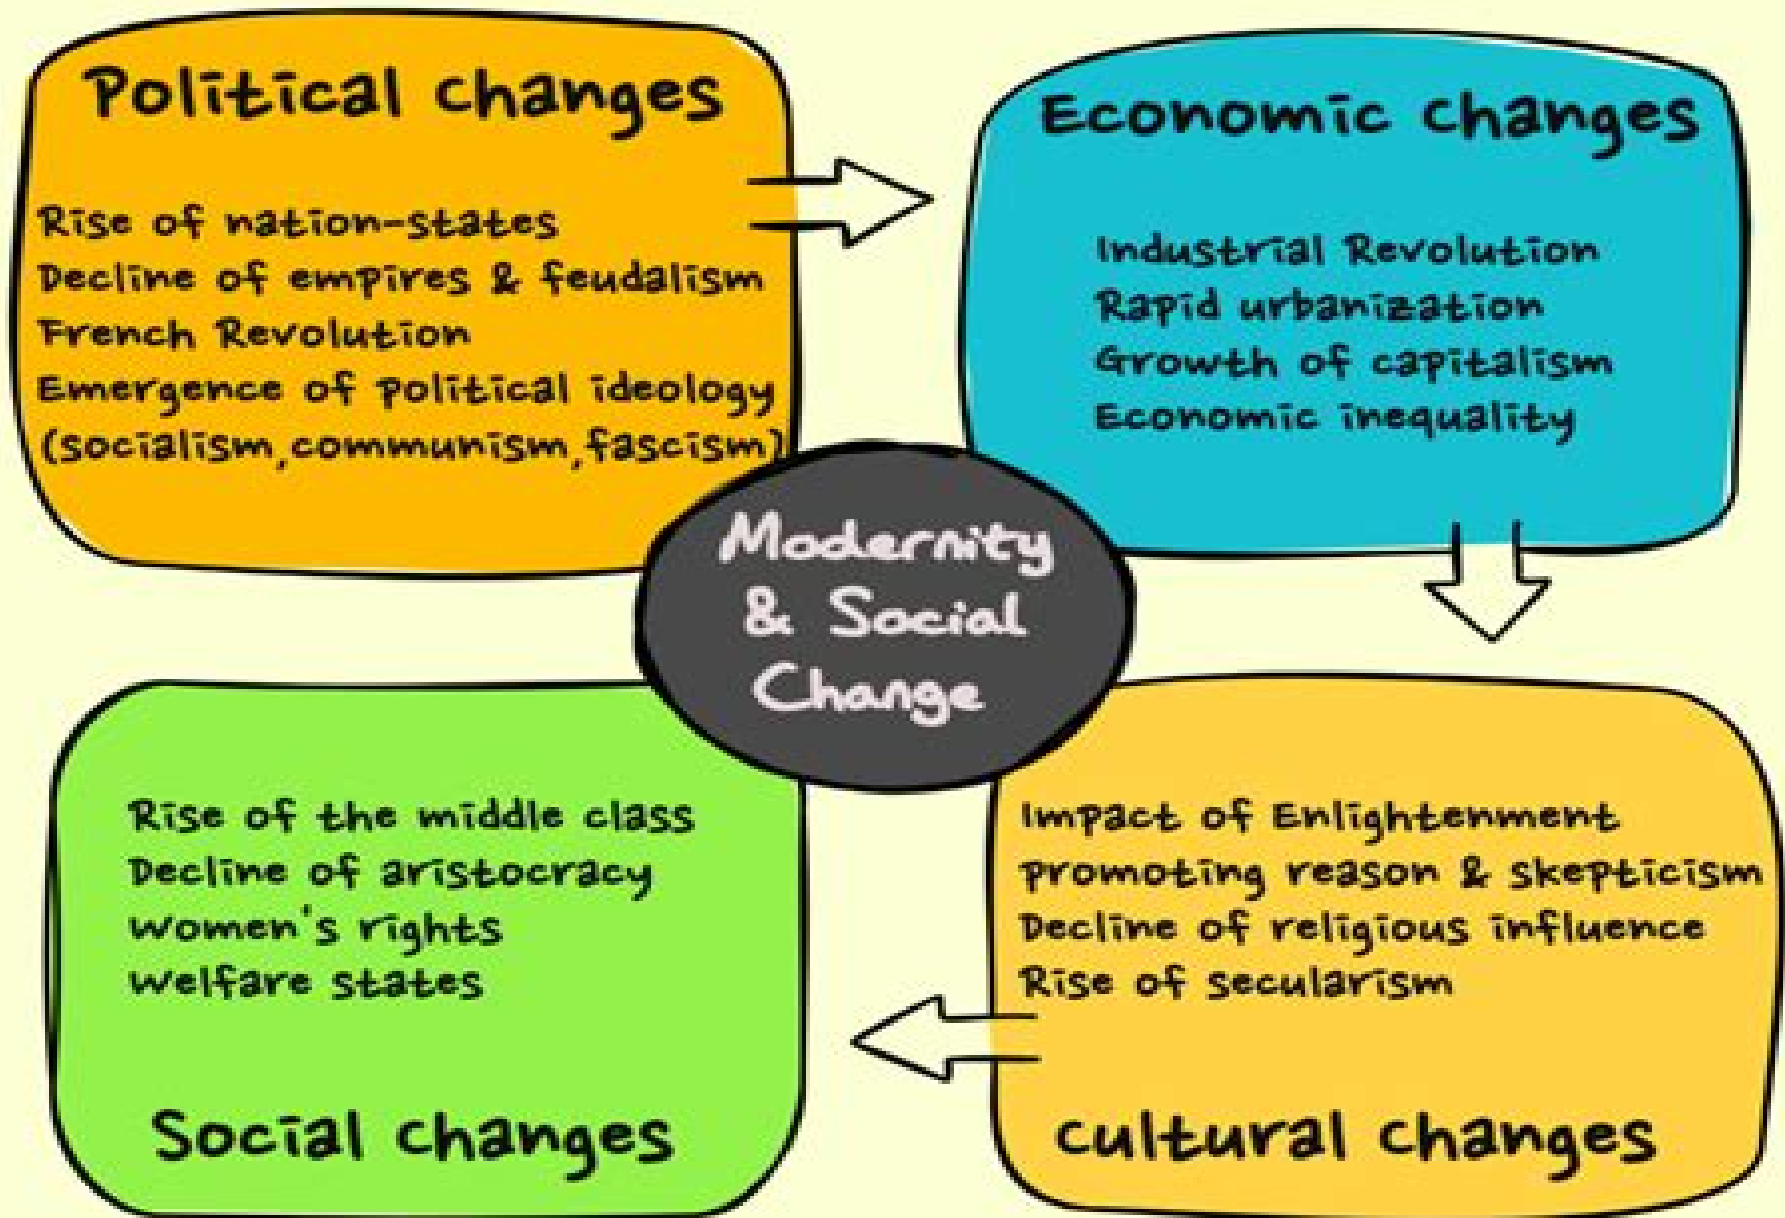 Political changes
Rise of nation-states
Decline of empires & feudalism
French Revolution
Emergence of political ideology
(socialism,communism,fascism)
Economic changes
Industrial Revolution
Rapid urbanization
Growth of capitalism
Economic inequality
Modernity
& Social
Change
Rise of the middle class
Decline of aristocracy
Women's rights
Welfare states
Social changes
Impact of Enlightenment
promoting reason & skepticism
Decline of religious influence
Rise of secularism
cultural changes